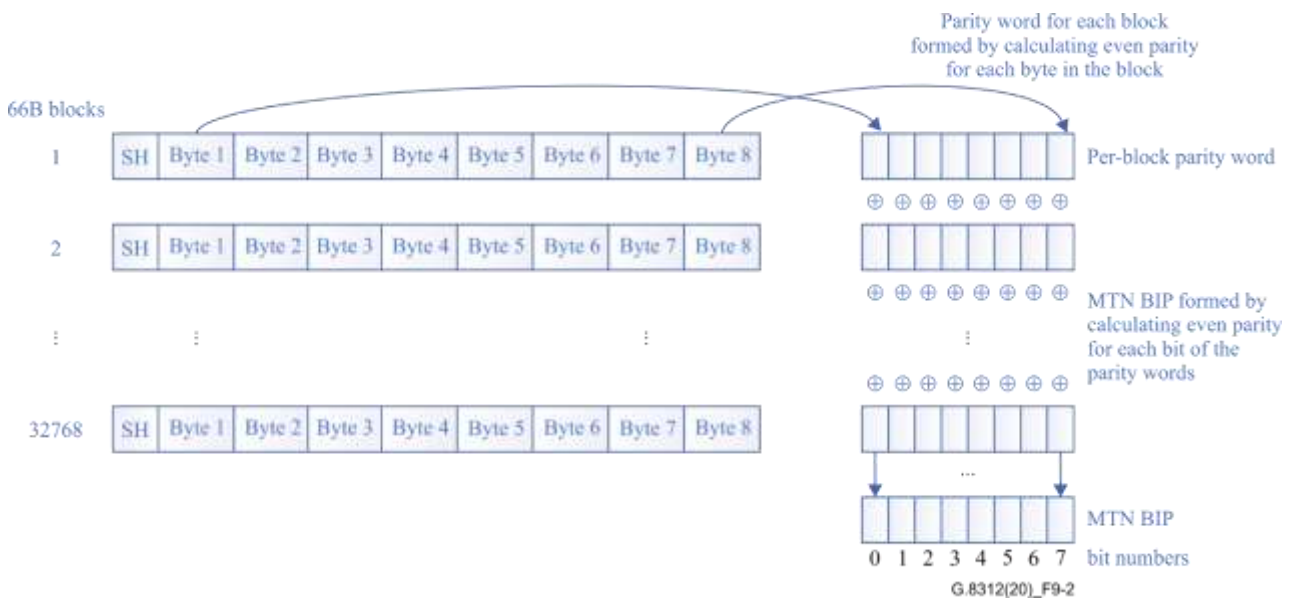 Parity word for each block
formed by calculating even parity
for each byte in the block
66B blocks
1 SH Byte 1 Byte 2 Byte 3 Byte 4 Byte 5 Byte 6 Byte 7 Byte 8 Per-block parity word
⊕ ⊕ ⊕ ⊕ ⊕ ⊕ ⊕ ⊕
2 SH Byte 1 Byte 2 Byte 3 Byte 4 Byte 5 Byte 6 Byte 7 Byte 8
⊕ ⊕ ⊕ ⊕ ⊕ ⊕ ⊕ ⊕
MTN BIP formed by
calculating even parity
for each bit of the
parity words
⋮ ⋮ ⋮ ⋮
⊕ ⊕ ⊕ ⊕ ⊕ ⊕ ⊕ ⊕
32768 SH Byte 1 Byte 2 Byte 3 Byte 4 Byte 5 Byte 6 Byte 7 Byte 8
...
MTN BIP
0 1 2 3 4 5 6 7 bit numbers
G.8312(20)_F9-2